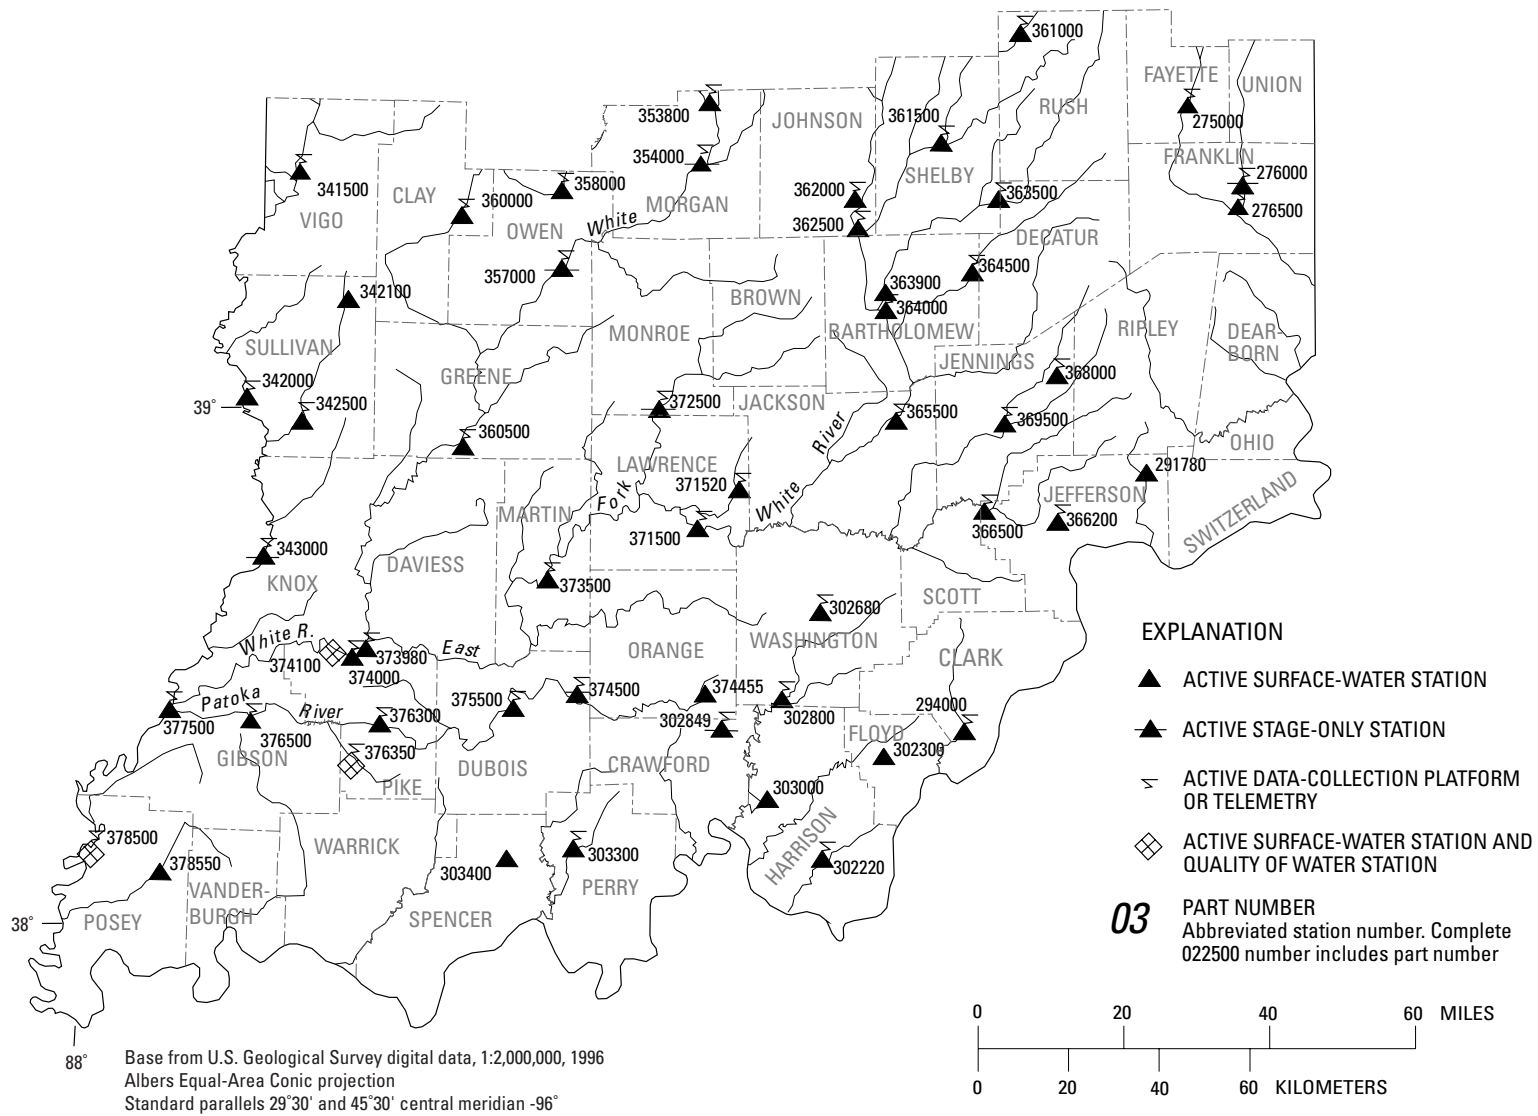 361000
FAYETTE
UNION
353800
361500
RUSH
JOHNSON
275000
354000
FRANKLIN
276000
341500
CLAY
360000
358000
MORGAN
362000
SHELBY
363500
276500
VIGO
OWEN
White
362500
DECATUR
357000
363900
364500
342100
BROWN
364000
MONROE
BARTHOLOMEW
RIPLEY
DEAR-
BORN
SULLIVAN
GREENE
JENNINGS
368000
342000
39°
342500
372500
JACKSON
365500
369500
360500
River
OHIO
LAWRENCE
371520
291780
JEFFERSON
SWITZERLAND
MARTIN
Fork
White
371500
366500
366200
343000
KNOX
DAVIESS
373500
SCOTT
302680
White R.
374100
373980
374000
East
ORANGE
WASHINGTON
CLARK
Patoka
River
375500
374500
374455
302800
294000
377500
376500
376300
302849
FLOYD
302300
GIBSON
376350
PIKE
DUBOIS
CRAWFORD
303000
378500
378550
WARRICK
303400
303300
HARRISON
302220
VANDER-
BURGH
PERRY
38°
POSEY
SPENCER
88°
EXPLANATION
ACTIVE SURFACE-WATER STATION
ACTIVE STAGE-ONLY STATION
ACTIVE DATA-COLLECTION PLATFORM
OR TELEMETRY
ACTIVE SURFACE-WATER STATION AND
QUALITY OF WATER STATION
03 PART NUMBER
Abbreviated station number. Complete
022500 number includes part number
0 20 40 60 MILES
0 20 40 60 KILOMETERS
Base from U.S. Geological Survey digital data, 1:2,000,000, 1996
Albers Equal-Area Conic projection
Standard parallels 29°30' and 45°30' central meridian -96°